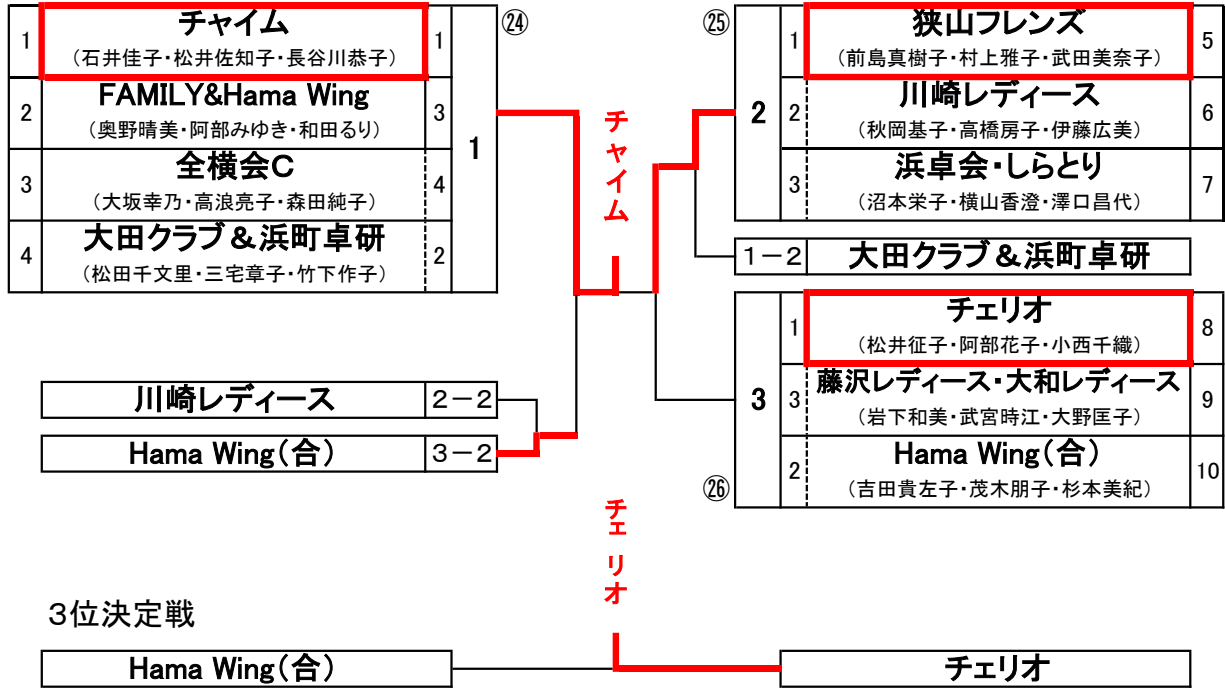 ㉔
1 チャイム 1
(石井佳子・松井佐知子・長谷川恭子)
2 FAMILY&Hama Wing 3
(奥野晴美・阿部みゆき・和田るり)
1
3 全横会C 4
(大坂幸乃・高浪亮子・森田純子)
4 大田クラブ&浜町卓研 2
(松田千文里・三宅章子・竹下作子)
川崎レディース 2-2
Hama Wing(合) 3-2
チャイム
㉕
1 狭山フレンズ 5
(前島真樹子・村上雅子・武田美奈子)
2
2 川崎レディース 6
(秋岡基子・高橋房子・伊藤広美)
3 浜卓会・しらとり 7
(沼本栄子・横山香澄・澤口昌代)
1-2 大田クラブ&浜町卓研
1 チェリオ 8
(松井征子・阿部花子・小西千織)
3
3 藤沢レディース・大和レディース 9
(岩下和美・武宮時江・大野匡子)
2 Hama Wing(合) 10
(吉田貴左子・茂木朋子・杉本美紀)
㉖
チェリオ
3位決定戦
Hama Wing(合)
チェリオ